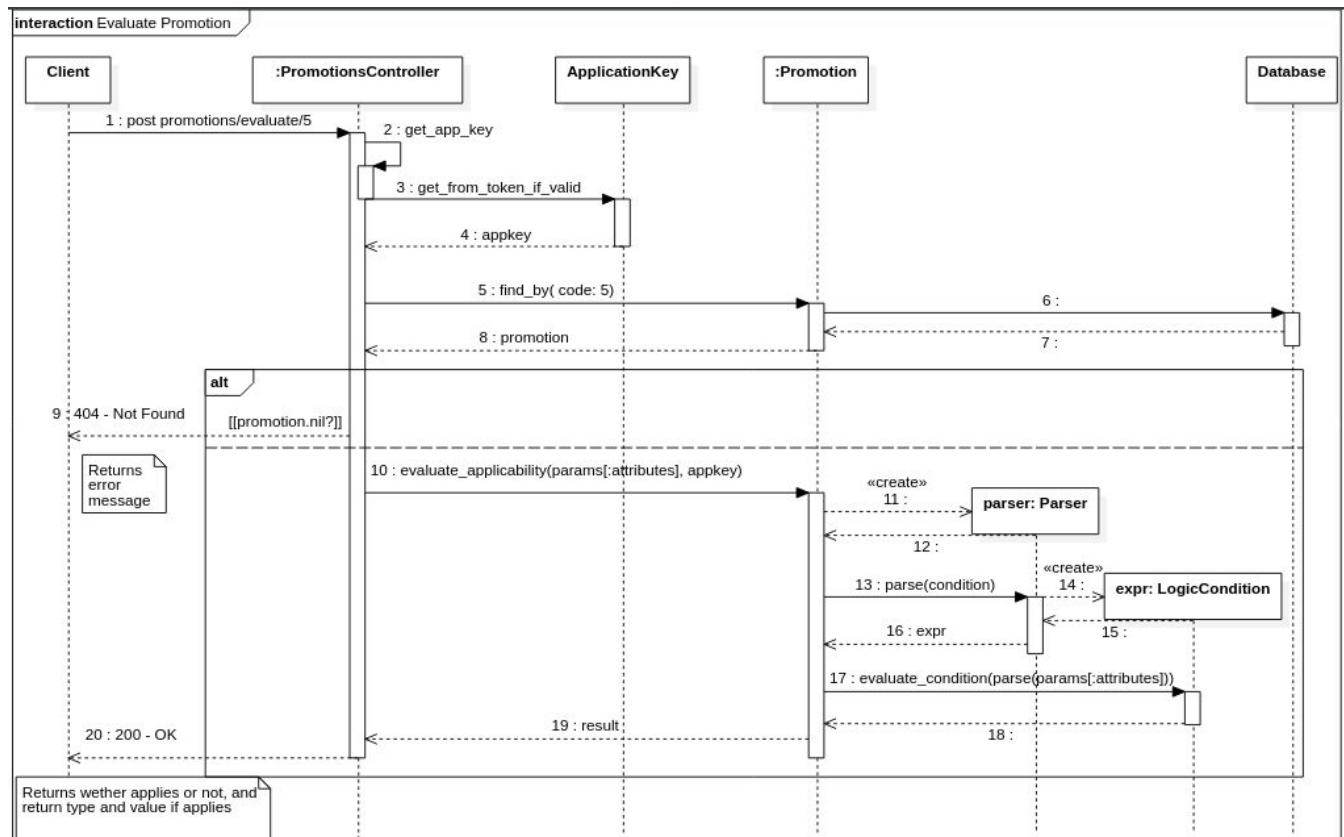 interaction Evaluate Promotion
Client
:PromotionsController
ApplicationKey
:Promotion
Database
1 : post promotions/evaluate/5
2 : get_app_key
3 : get_from_token_if_valid
4 : appkey
5 : find_by( code: 5)
6 :
7 :
8 : promotion
alt
9 : 404 - Not Found
[[promotion.nil?]]
Returns
error
message
10 : evaluate_applicability(params[:attributes], appkey)
«create»
11 :
parser: Parser
12 :
13 : parse(condition)
«create»
14 :
expr: LogicCondition
15 :
16 : expr
17 : evaluate_condition(parse(params[:attributes]))
18 :
19 : result
20 : 200 - OK
Returns wether applies or not, and
return type and value if applies